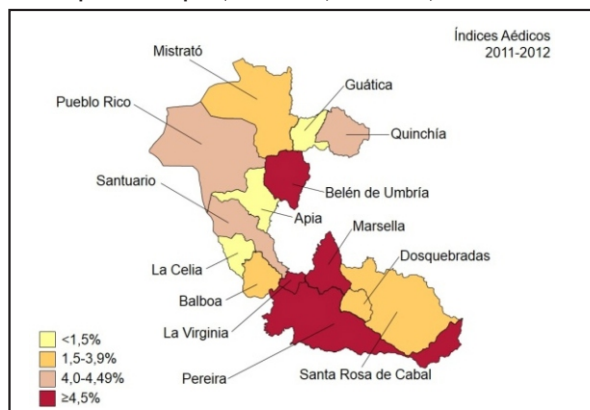 Índices Aédicos
2011-2012
Mistrató
Guática
Pueblo Rico
Quinchía
Santuario
Belén de Umbría
Apia
Marsella
Dosquebradas
La Celia
Balboa
La Virginia
Pereira
Santa Rosa de Cabal
<1,5%
1,5-3,9%
4,0-4,49%
≥4,5%